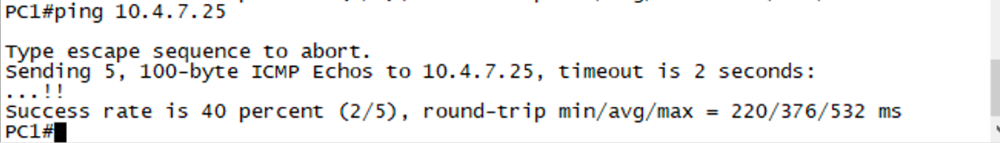 PC1#ping 10.4.7.25
Type escape sequence to abort.
Sending 5, 100-byte ICMP Echos to 10.4.7.25, timeout is 2 seconds:
...!!
Success rate is 40 percent (2/5), round-trip min/avg/max = 220/376/532 ms
PC1#